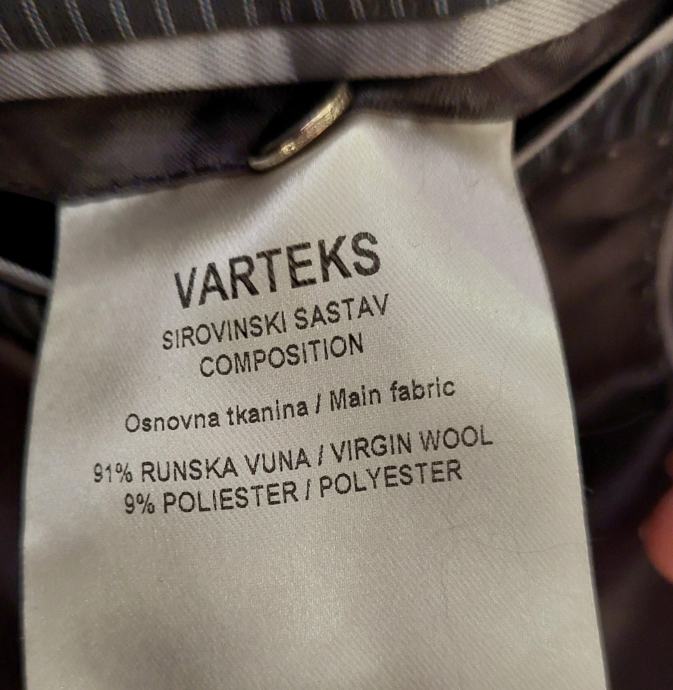 VARTEKS
SIROVINSKI SASTAV
COMPOSITION
Osnovna tkanina / Main fabric
91% RUNSKA VUNA / VIRGIN WOOL
9% POLIESTER / POLYESTER